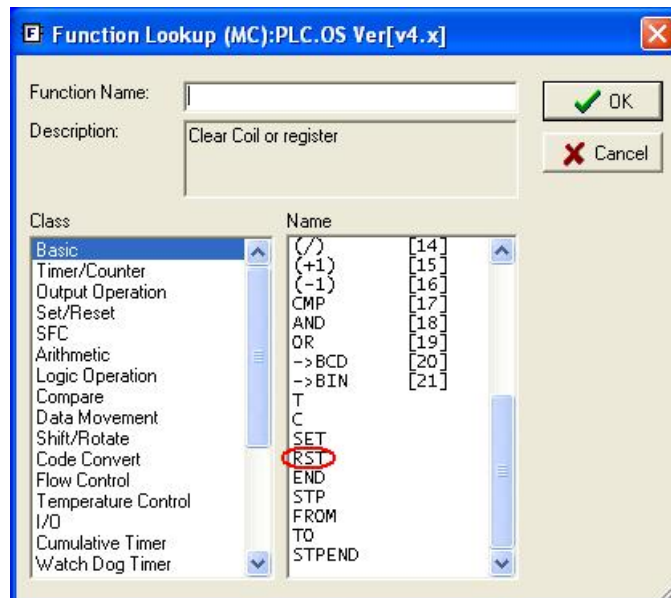 F Function Lookup (MC):PLC.OS Ver[v4.x]
Function Name:
OK
Description:
Clear Coil or register
Cancel
Class
Basic
Timer/Counter
Output Operation
Set/Reset
SFC
Arithmetic
Logic Operation
Compare
Data Movement
Shift/Rotate
Code Convert
Flow Control
Temperature Control
I/O
Cumulative Timer
Watch Dog Timer
Name
(/) [14]
(+1) [15]
(-1) [16]
CMP [17]
AND [18]
OR [19]
->BCD [20]
->BIN [21]
T
C
SET
RST
END
STP
FROM
TO
STPEND